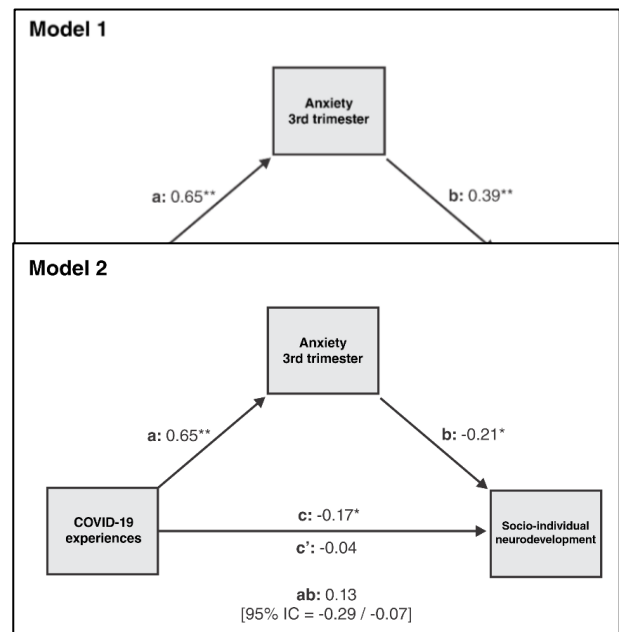 Model 1
Anxiety
3rd trimester
a: 0.65**
b: 0.39**
Model 2
Anxiety
3rd trimester
a: 0.65**
b: -0.21*
COVID-19
experiences
c: -0.17*
c’: -0.04
Socio-individual
neurodevelopment
ab: 0.13
[95% IC = -0.29 / -0.07]